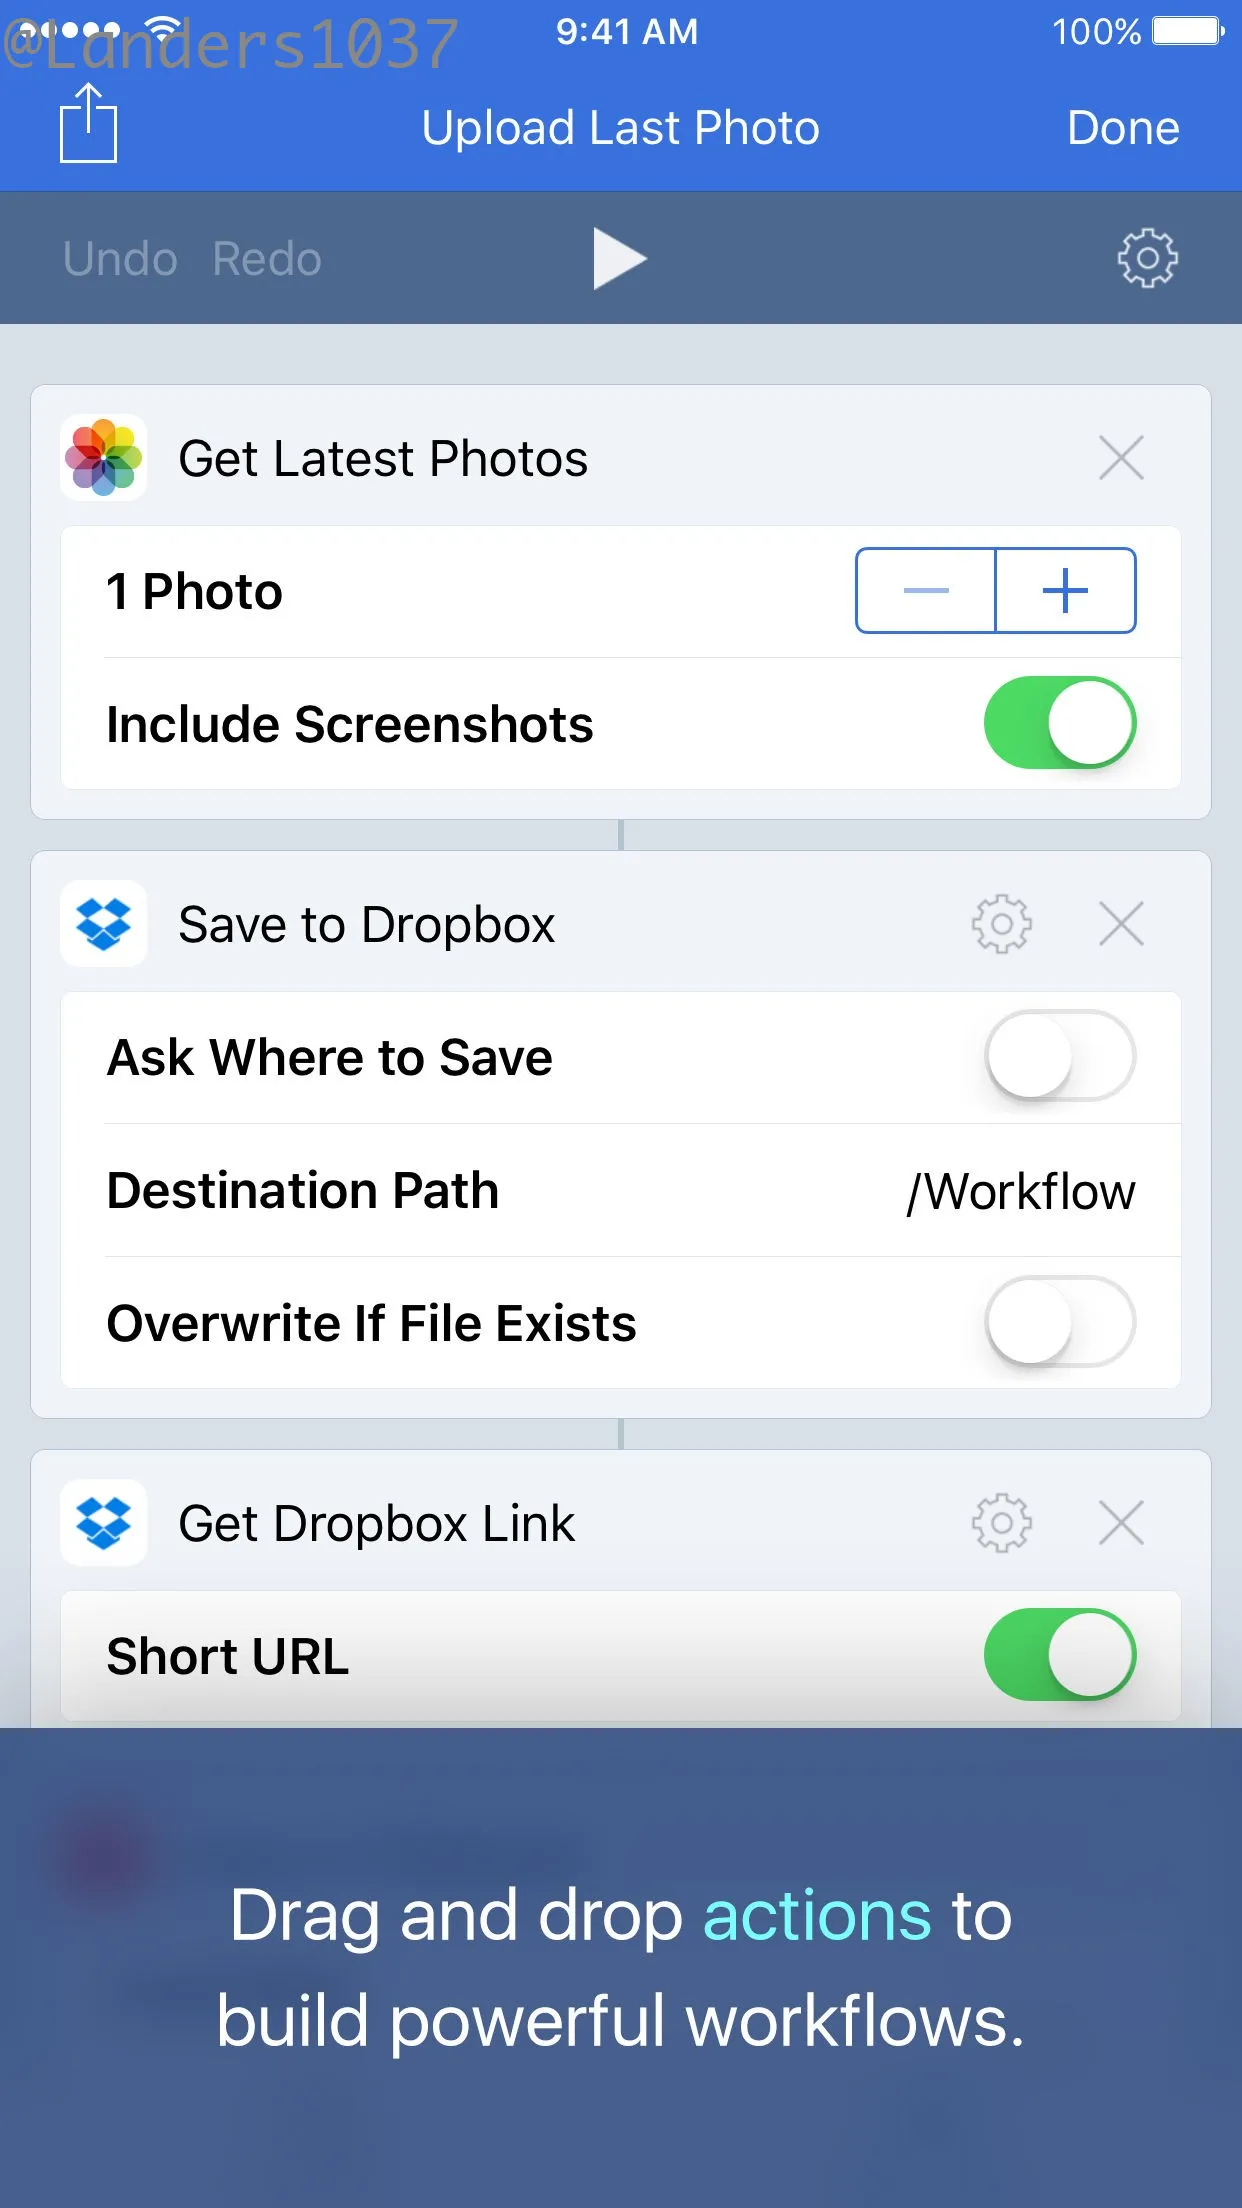 @Landers1037
9:41 AM
100%
Upload Last Photo
Done
Undo Redo
Get Latest Photos
1 Photo
Include Screenshots
Save to Dropbox
Ask Where to Save
Destination Path /Workflow
Overwrite If File Exists
Get Dropbox Link
Short URL
Drag and drop actions to
build powerful workflows.